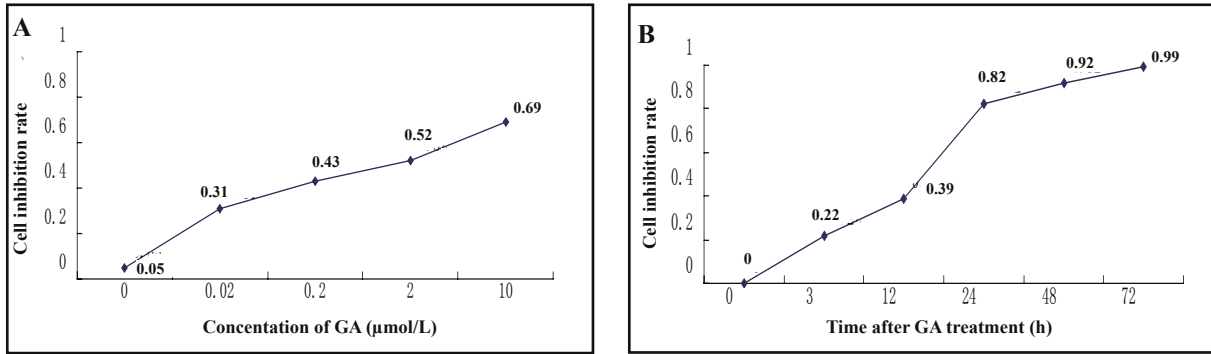 A
Cell inhibition rate
1
0.8
0.6
0.4
0.2
0
0.05
0.31
0.43
0.52
0.69
0 0.02 0.2 2 10
Concentation of GA (µmol/L)
B
Cell inhibition rate
1
0.8
0.6
0.4
0.2
0
0
0.22
0.39
0.82
0.92
0.99
0 3 12 24 48 72
Time after GA treatment (h)